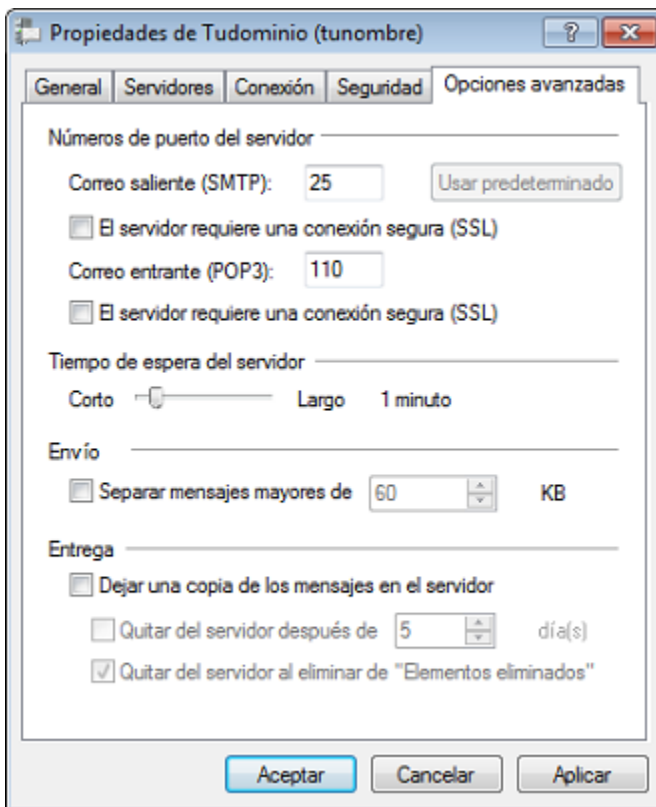 Propiedades de Tudominio (tunombre)
General Servidores Conexión Seguridad Opciones avanzadas
Números de puerto del servidor
Correo saliente (SMTP): 25 Usar predeterminado
El servidor requiere una conexión segura (SSL)
Correo entrante (POP3): 110
El servidor requiere una conexión segura (SSL)
Tiempo de espera del servidor
Corto Largo 1 minuto
Envío
Separar mensajes mayores de 60 KB
Entrega
Dejar una copia de los mensajes en el servidor
Quitar del servidor después de 5 día(s)
Quitar del servidor al eliminar de "Elementos eliminados"
Aceptar Cancelar Aplicar